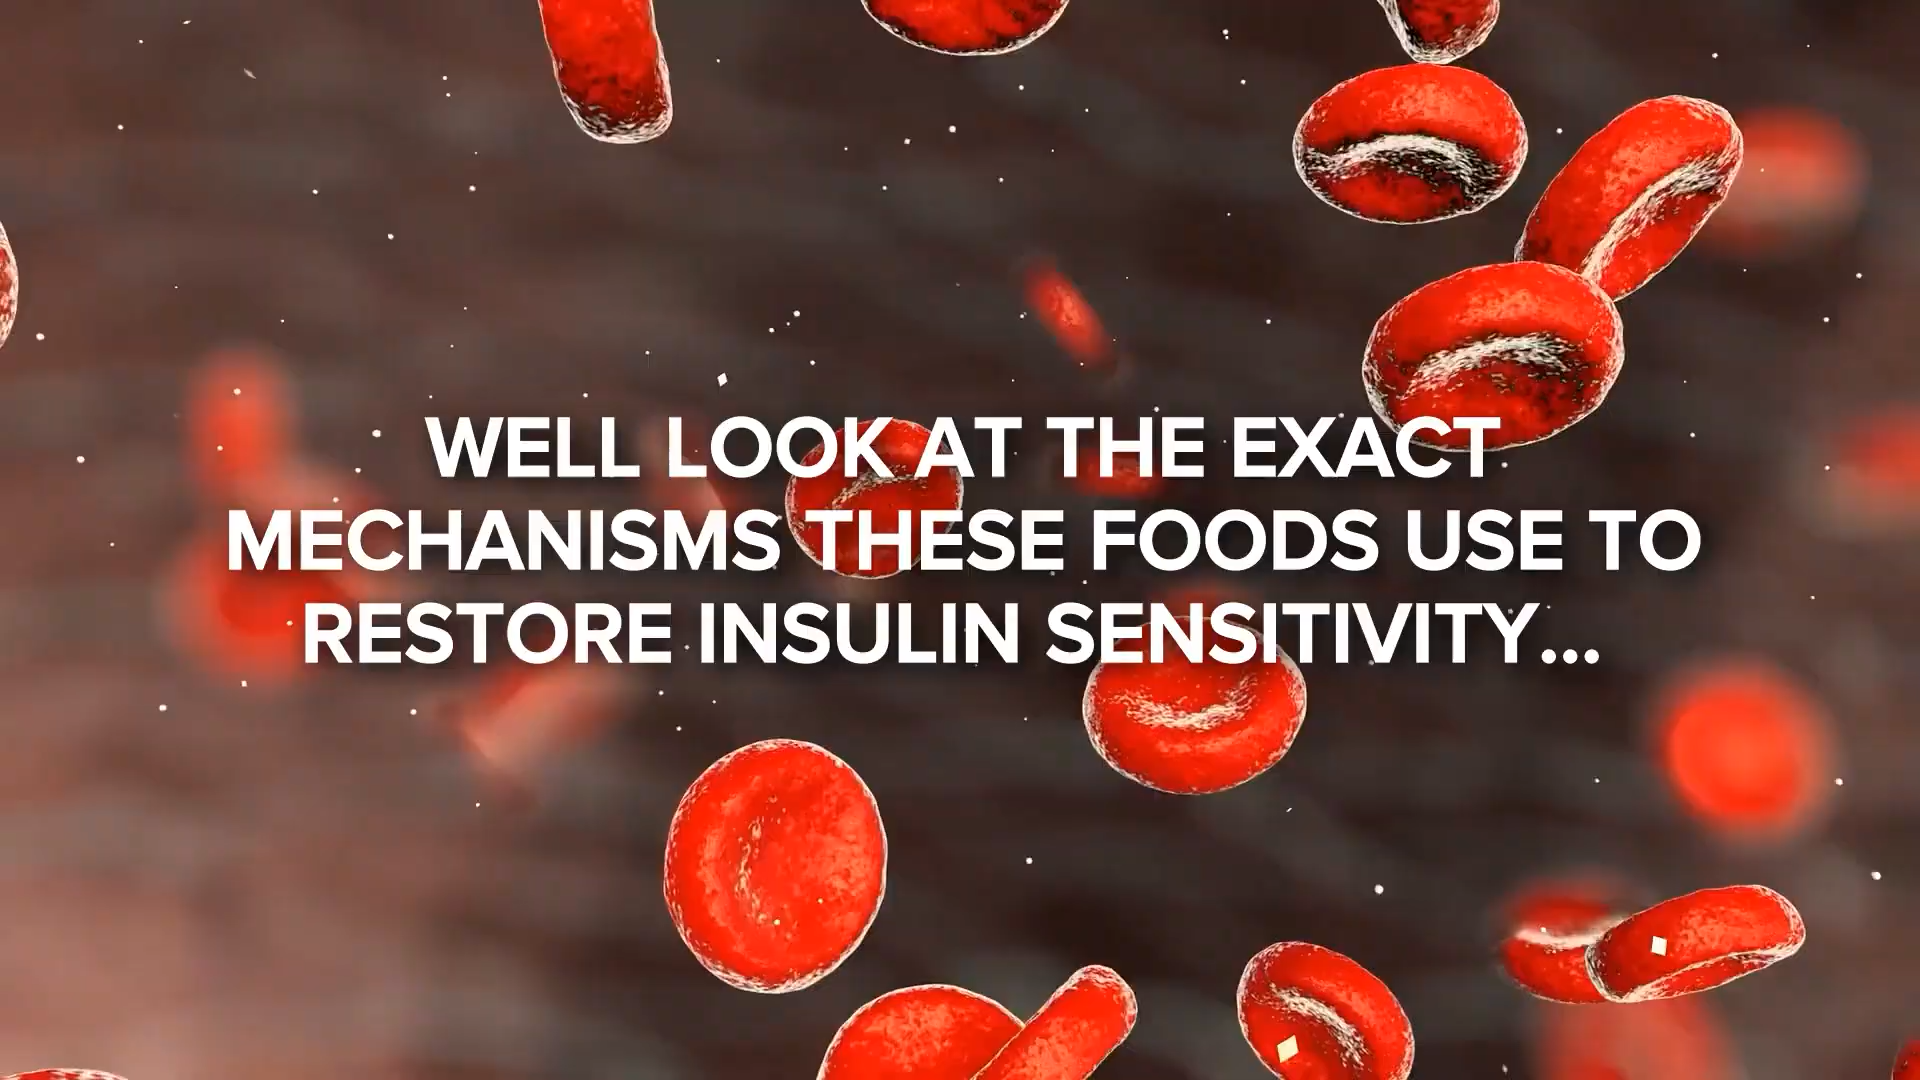 WELL LOOK AT THE EXACT
MECHANISMS THESE FOODS USE TO
RESTORE INSULIN SENSITIVITY...